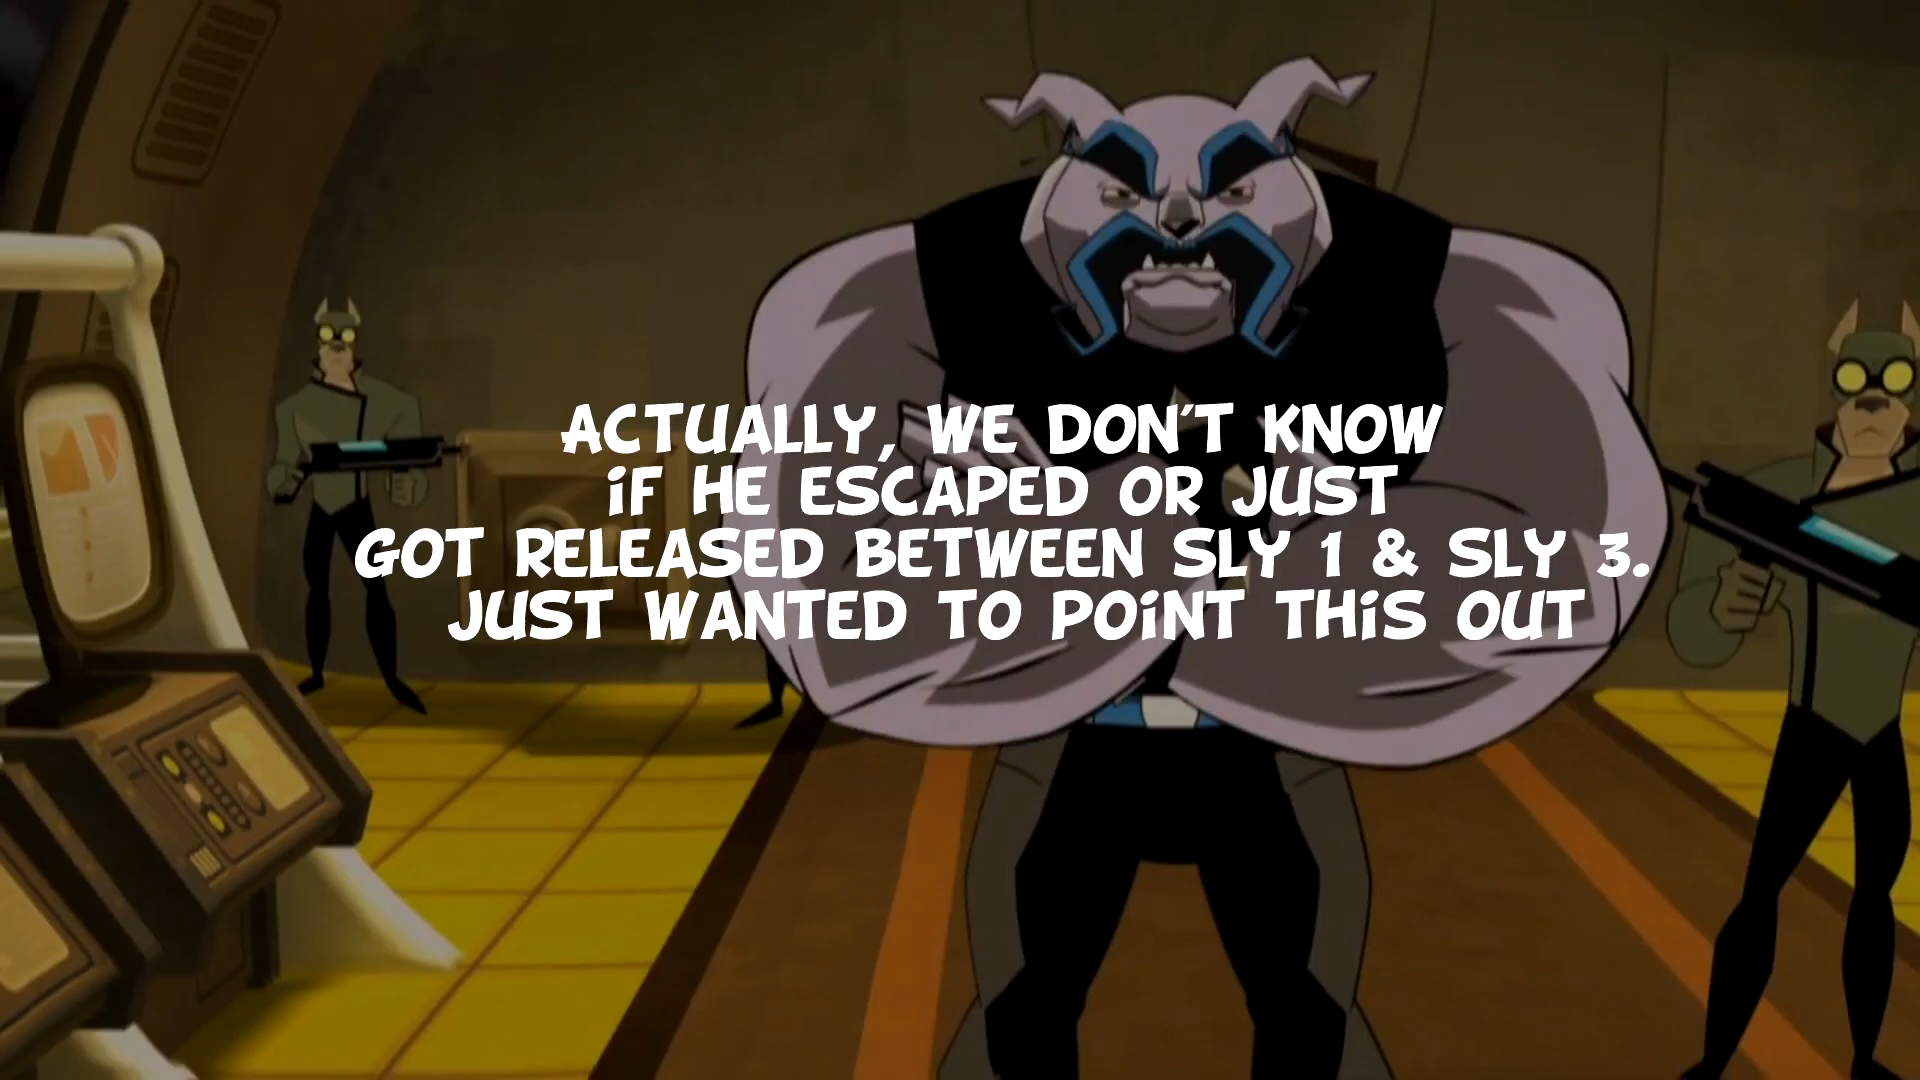 ACTUALLY, WE DON'T KNOW
iF HE ESCAPED OR JUST
GOT RELEASED BETWEEN SLY 1 & SLY 3.
JUST WANTED TO POiNT THiS OUT